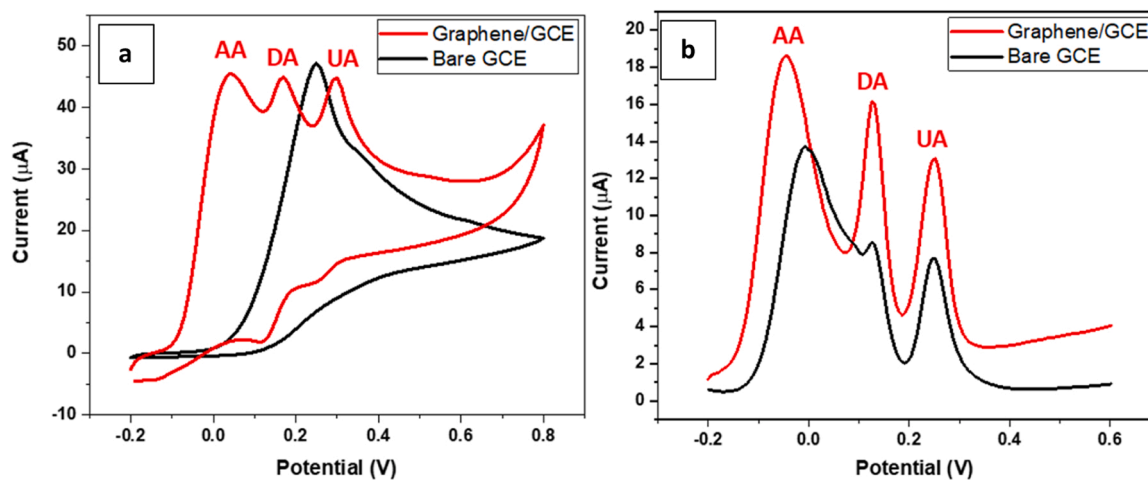 a
AA DA UA
Graphene/GCE
Bare GCE
Current (μA)
50
40
30
20
10
0
-10
-0.2 0.0 0.2 0.4 0.6 0.8
Potential (V)
b
AA
DA
UA
Graphene/GCE
Bare GCE
Current (μA)
20
18
16
14
12
10
8
6
4
2
0
-0.2 0.0 0.2 0.4 0.6
Potential (V)